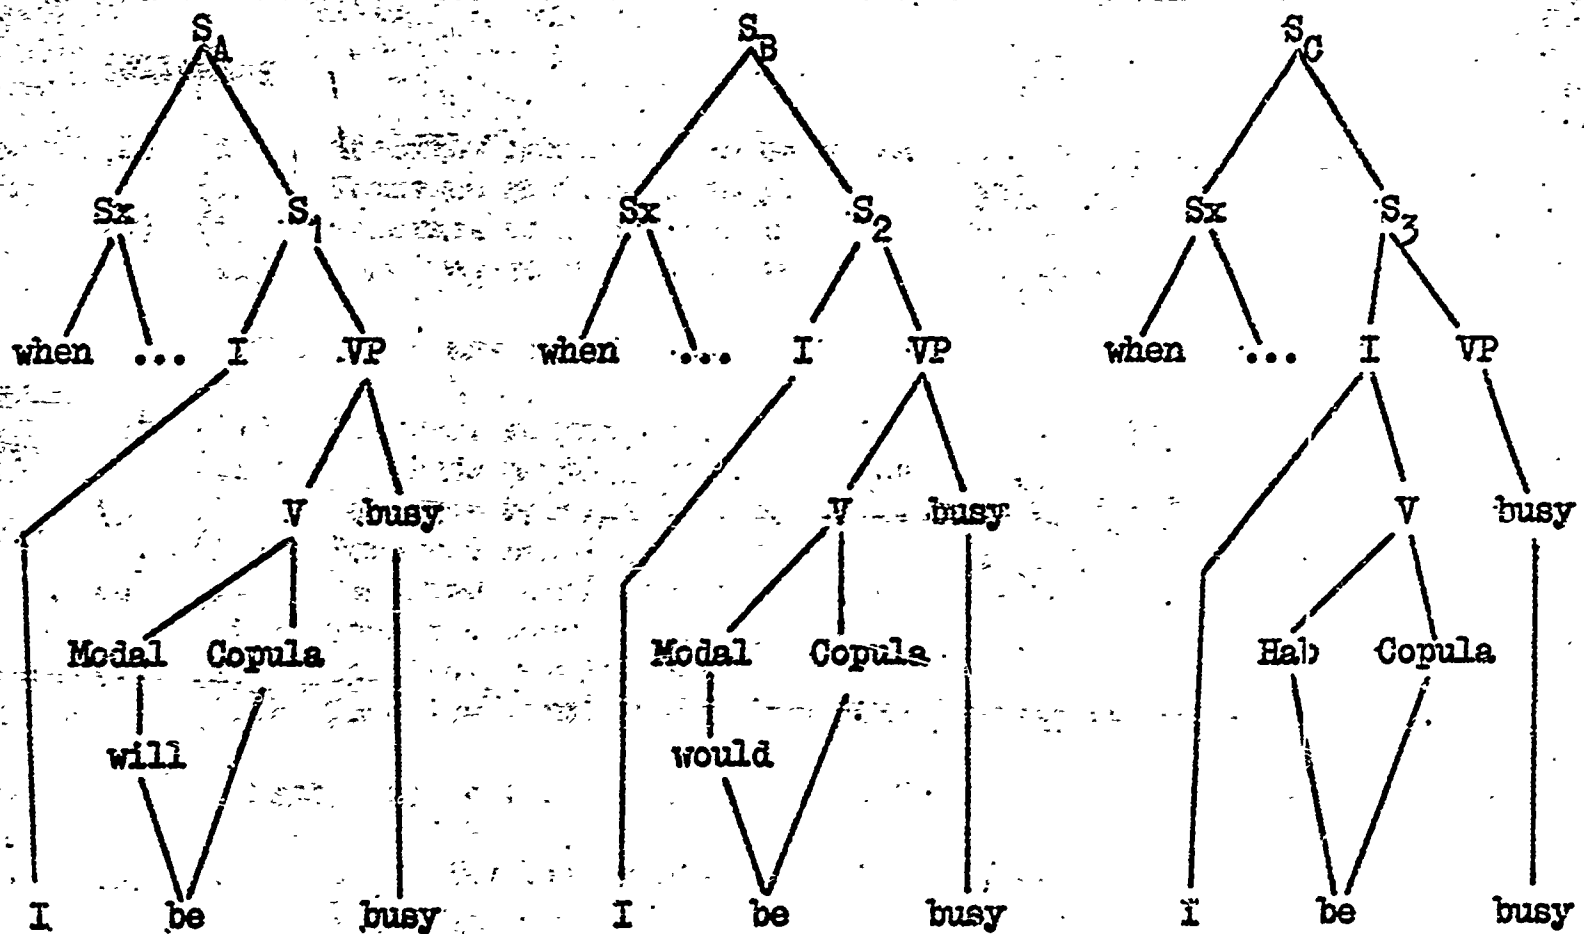 S_A S_B S_C
Sx S_1 Sx S_2 Sx S_3
when ... I VP when ... I VP when ... I VP
V busy V busy V busy
Modal Copula Modal Copula Hab Copula
will would
I be busy I be busy I be busy